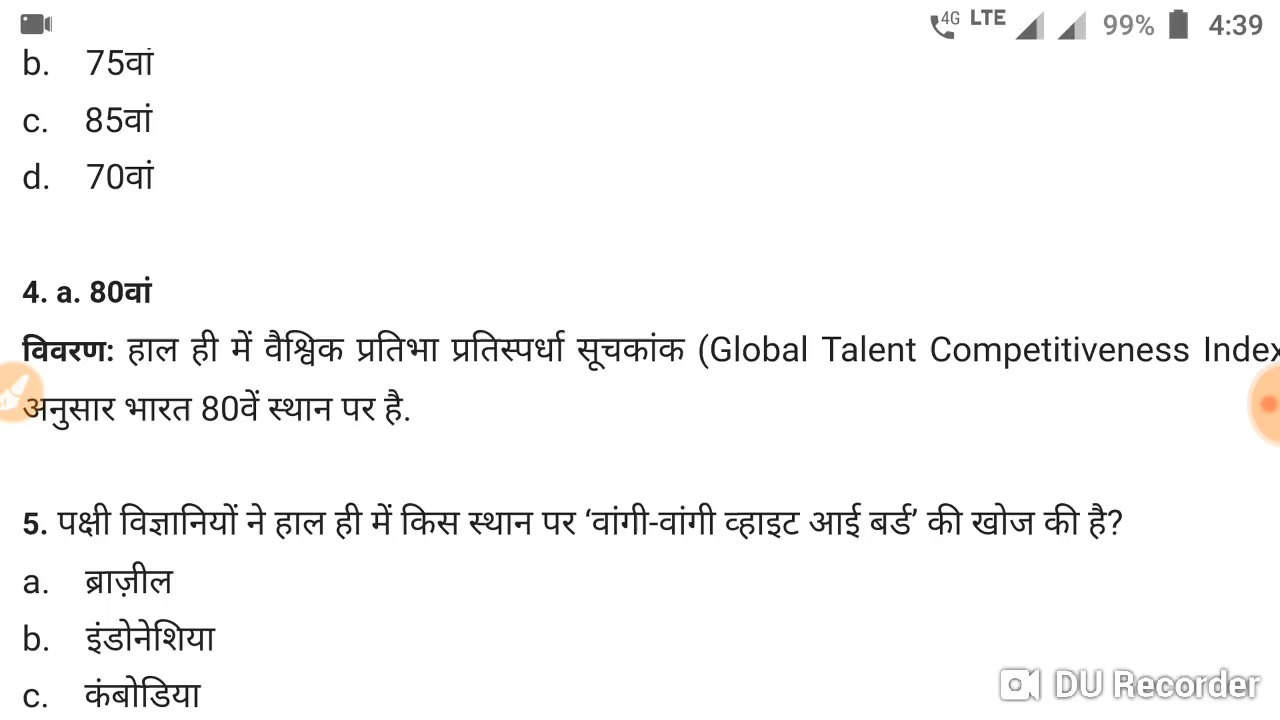 4G LTE 99% 4:39
b. 75वां
c. 85वां
d. 70वां
4. a. 80वां
विवरण: हाल ही में वैश्विक प्रतिभा प्रतिस्पर्धा सूचकांक (Global Talent Competitiveness Index
अनुसार भारत 80वें स्थान पर है.
5. पक्षी विज्ञानियों ने हाल ही में किस स्थान पर ‘वांगी-वांगी व्हाइट आई बर्ड’ की खोज की है?
a. ब्राज़ील
b. इंडोनेशिया
c. कंबोडिया
DU Recorder